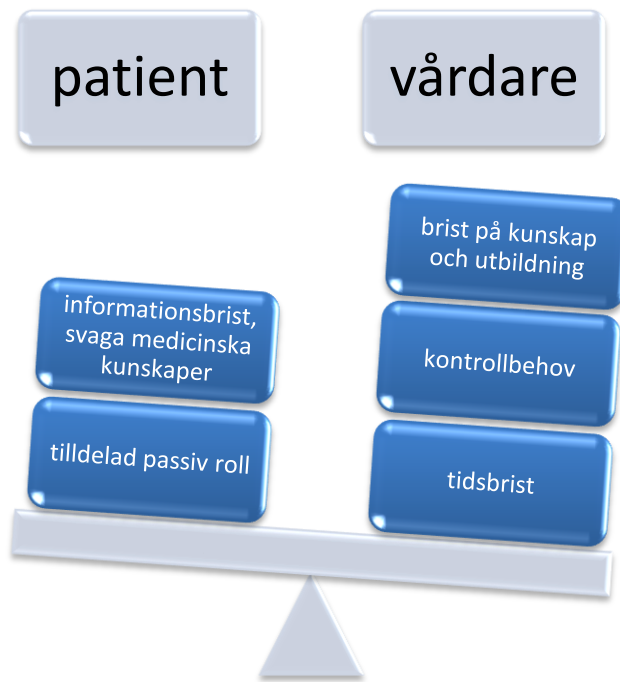 patient
vårdare
informationsbrist,
svaga medicinska
kunskaper
tilldelad passiv roll
brist på kunskap
och utbildning
kontrollbehov
tidsbrist